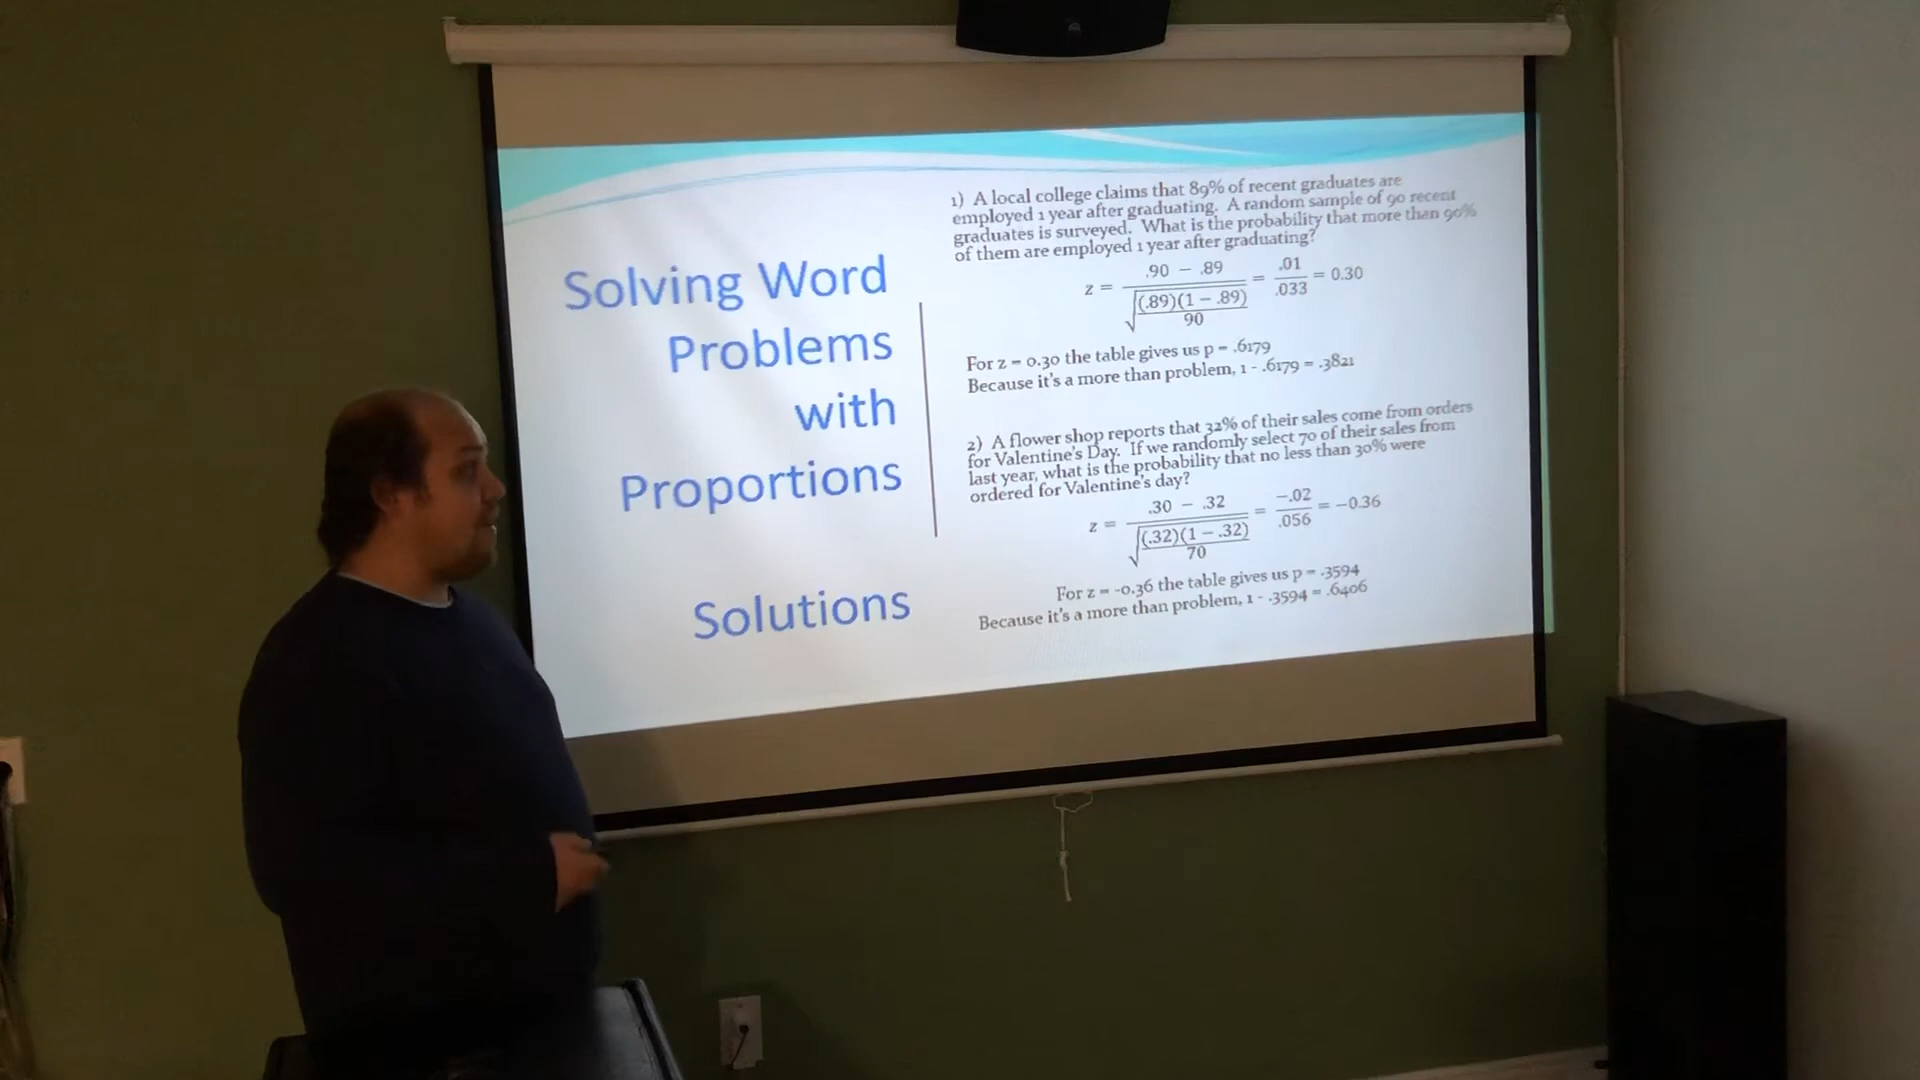 Solving Word
Problems
with
Proportions
Solutions
1) A local college claims that 89% of recent graduates are
employed 1 year after graduating. A random sample of 90 recent
graduates is surveyed. What is the probability that more than 90%
of them are employed 1 year after graduating?
z = .90 − .89 / √((.89)(1 − .89) / 90) = .01 / .033 = 0.30
For z = 0.30 the table gives us p = .6179
Because it's a more than problem, 1 - .6179 = .3821
2) A flower shop reports that 32% of their sales come from orders
for Valentine's Day. If we randomly select 70 of their sales from
last year, what is the probability that no less than 30% were
ordered for Valentine's day?
z = .30 − .32 / √((.32)(1 − .32) / 70) = −.02 / .056 = −0.36
For z = -0.36 the table gives us p = .3594
Because it's a more than problem, 1 - .3594 = .6406